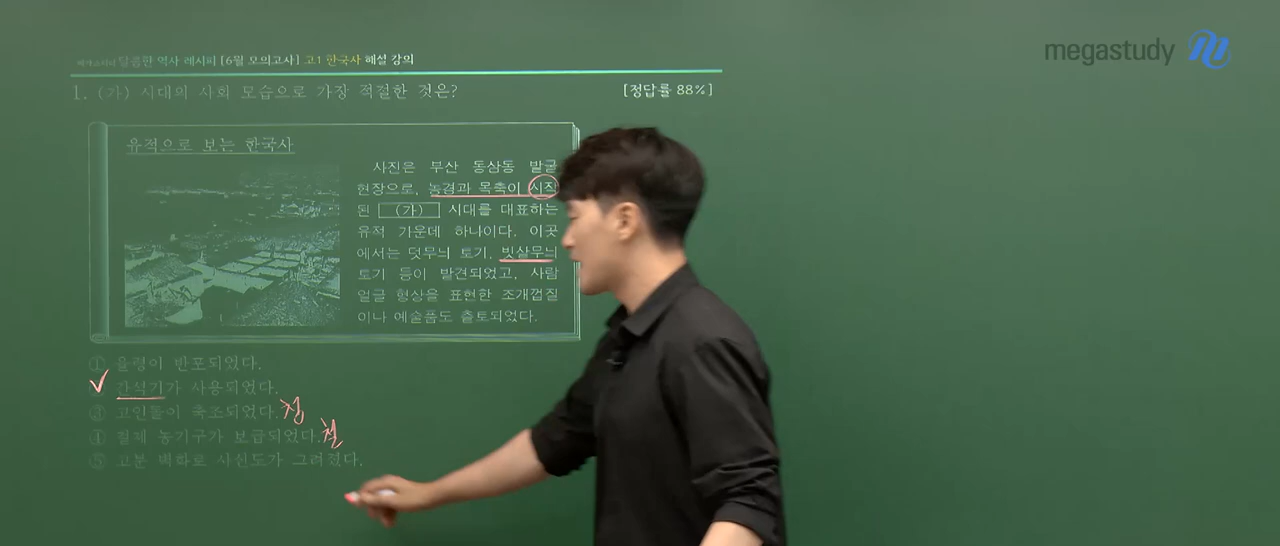 megastudy
달콤한 역사 레시피 [6월 모의고사] 고1 한국사 해설 강의
1. (가) 시대의 사회 모습으로 가장 적절한 것은?
[정답률 88%]
유적으로 보는 한국사
사진은 부산 동삼동 발굴
현장으로, 농경과 목축이 시작
된 (가) 시대를 대표하는
유적 가운데 하나이다. 이곳
에서는 덧무늬 토기, 빗살무늬
토기 등이 발견되었고, 사람
얼굴 형상을 표현한 조개껍질
이나 예술품도 출토되었다.
① 율령이 반포되었다.
간석기가 사용되었다.
③ 고인돌이 축조되었다. 청
④ 철제 농기구가 보급되었다. 철
⑤ 고분 벽화로 사신도가 그려졌다.